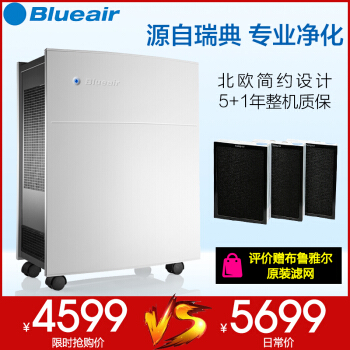 Blueair
源自瑞典 专业净化
北欧简约设计
5+1年整机质保
Blueair
评价赠布鲁雅尔
原装滤网
¥4599
限时抢购价
VS
¥5699
日常价